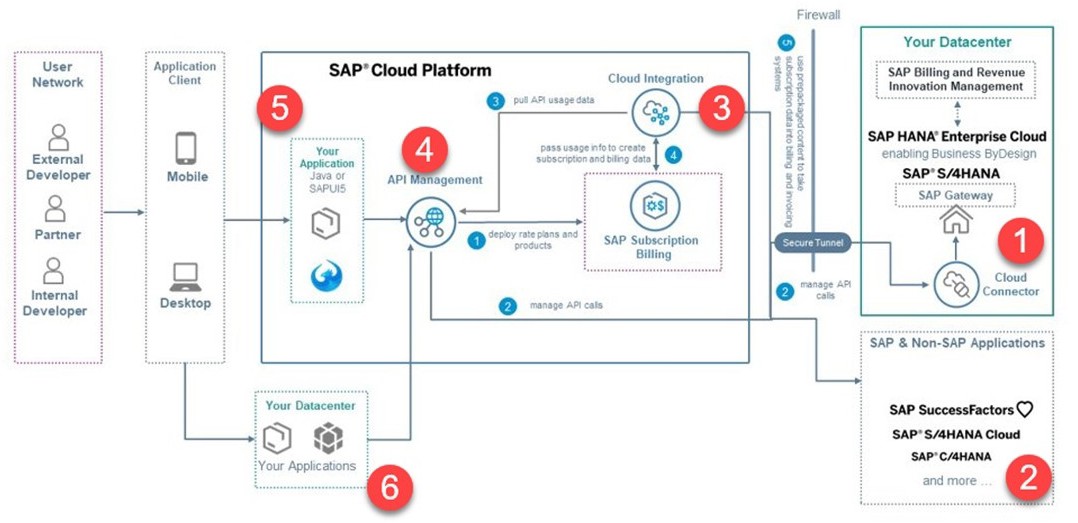 Firewall
User
Network
External
Developer
Partner
Internal
Developer
Application
Client
Mobile
Desktop
SAP® Cloud Platform
5
Your
Application
Java or
SAPUI5
4
API Management
3 pull API usage data
Cloud Integration
3
pass usage info to create
subscription and billing data
4
1 deploy rate plans and
products
SAP Subscription
Billing
2 manage API calls
5 use prepackaged content to take
subscription data into billing and invoicing
systems
Secure Tunnel
2 manage API
calls
Your Datacenter
SAP Billing and Revenue
Innovation Management
SAP HANA® Enterprise Cloud
enabling Business ByDesign
SAP® S/4HANA
SAP Gateway
1
Cloud
Connector
SAP & Non-SAP Applications
SAP SuccessFactors
SAP® S/4HANA Cloud
SAP® C/4HANA
and more ...
2
Your Datacenter
Your Applications
6